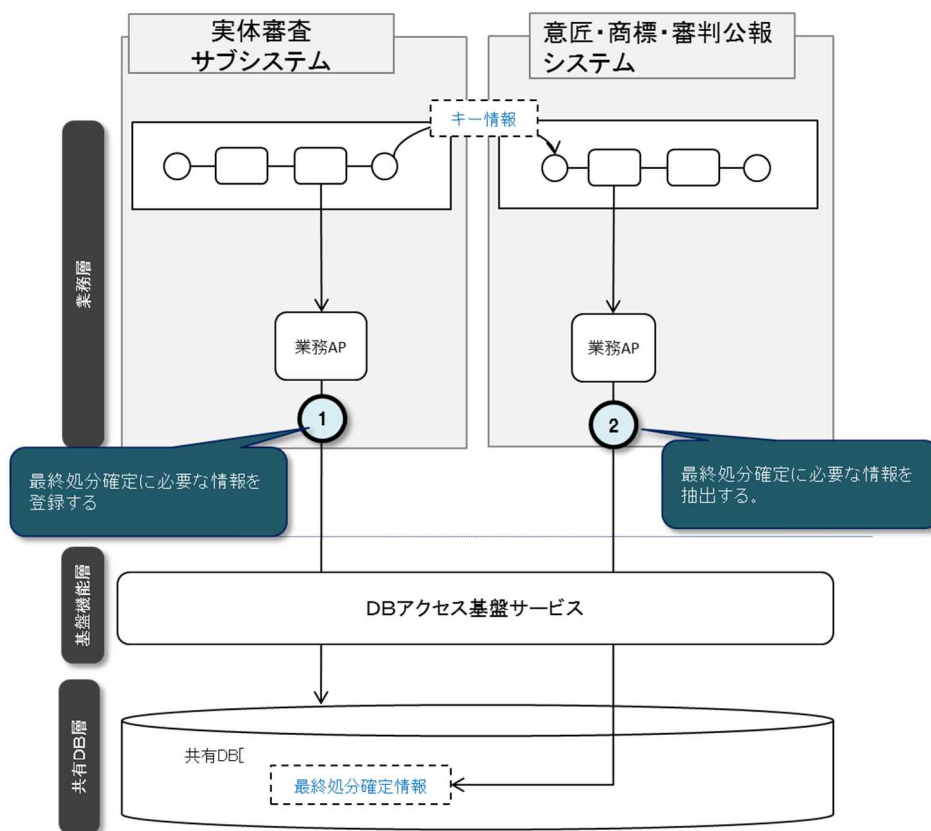 実体審査
サブシステム
意匠・商標・審判公報
システム
キー情報
業務層
業務AP
業務AP
1
2
最終処分確定に必要な情報を
登録する
最終処分確定に必要な情報を
抽出する。
基盤機能層
DBアクセス基盤サービス
共有DB層
共有DB[
最終処分確定情報